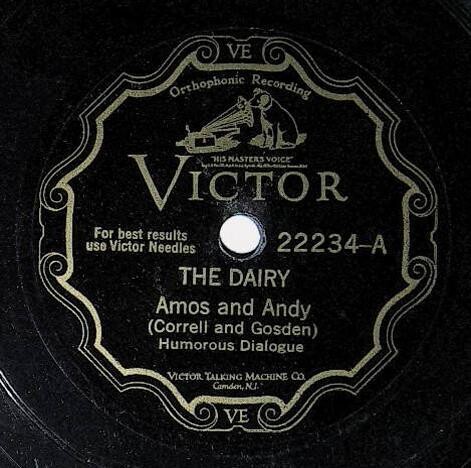 VE
Orthophonic Recording
"HIS MASTER'S VOICE"
VICTOR
For best results
use Victor Needles
22234-A
THE DAIRY
Amos and Andy
(Correll and Gosden)
Humorous Dialogue
VICTOR TALKING MACHINE CO.
Camden, N.J.
VE